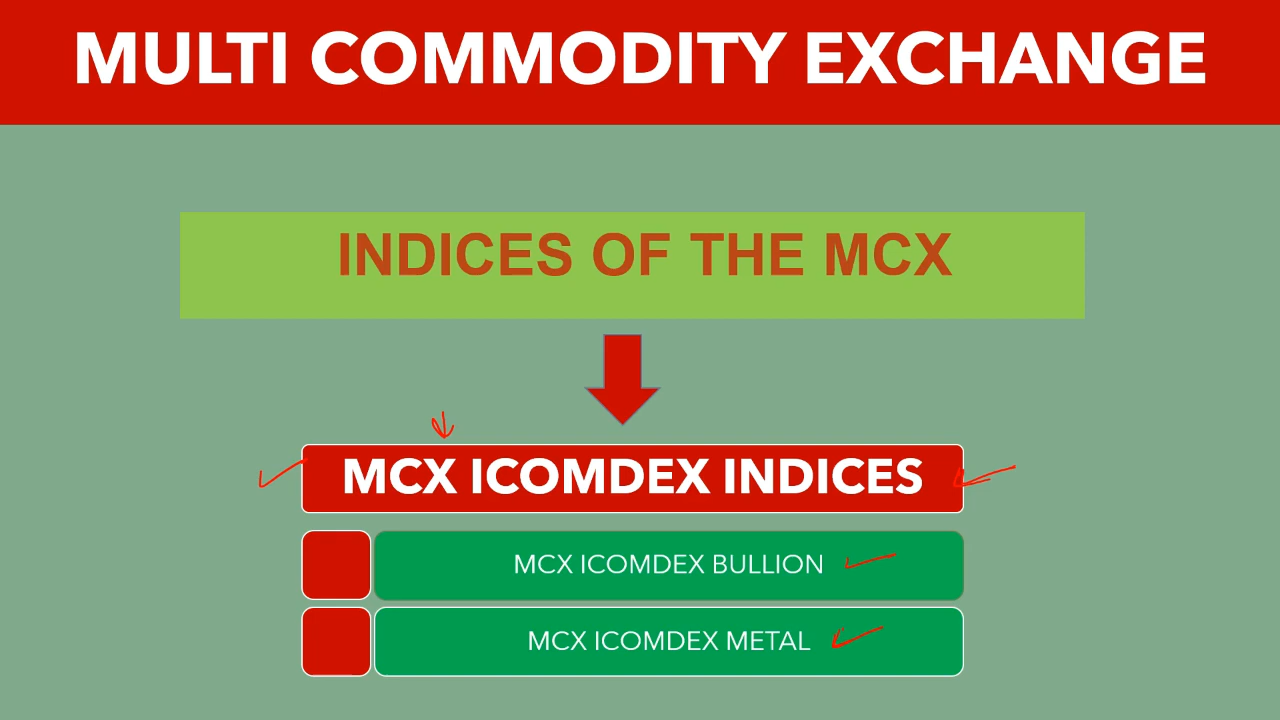 MULTI COMMODITY EXCHANGE
INDICES OF THE MCX
MCX ICOMDEX INDICES
MCX ICOMDEX BULLION
MCX ICOMDEX METAL